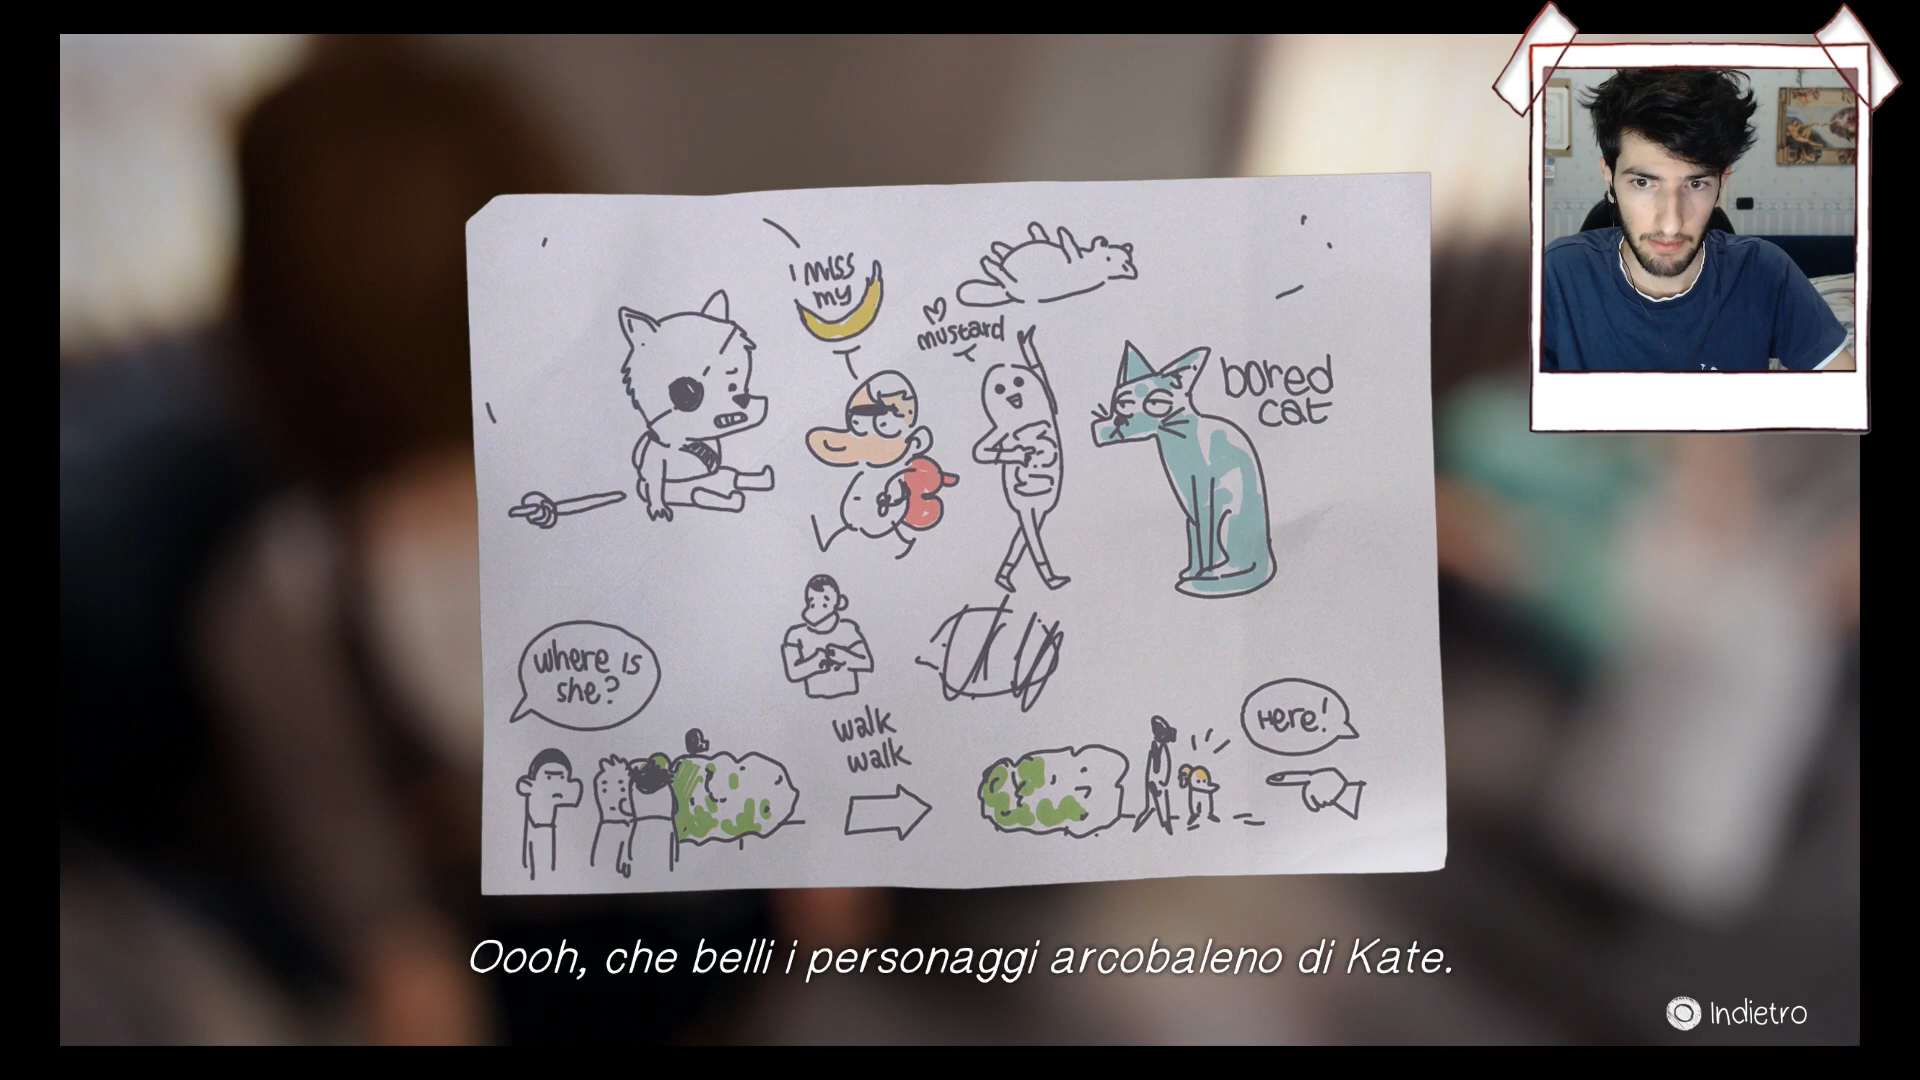 I miss
my
mustard
bored
cat
where is
she?
walk
walk
Here!
Oooh, che belli i personaggi arcobaleno di Kate.
Indietro